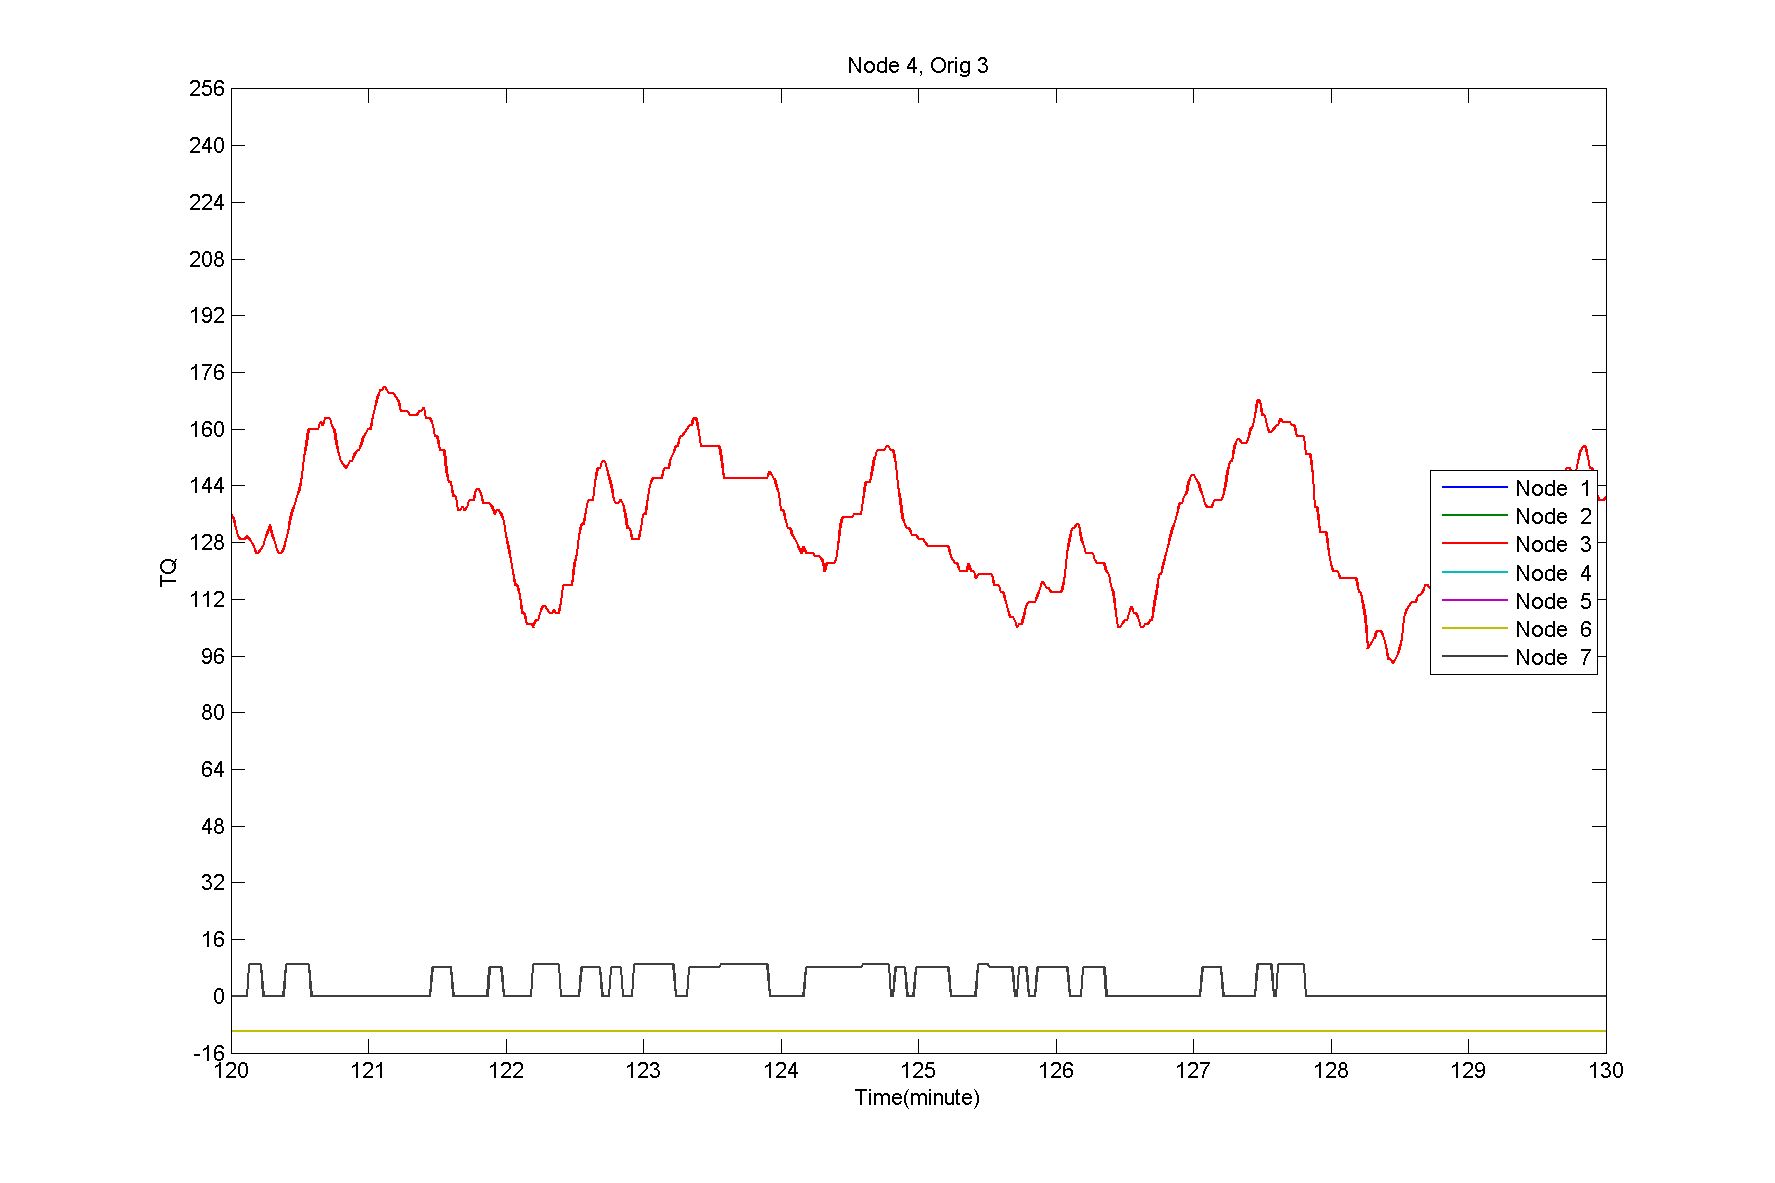 Node 4, Orig 3
256
240
224
208
192
176
160
144
128
112
96
80
64
48
32
16
0
-16
TQ
Node 1
Node 2
Node 3
Node 4
Node 5
Node 6
Node 7
120 121 122 123 124 125 126 127 128 129 130
Time(minute)